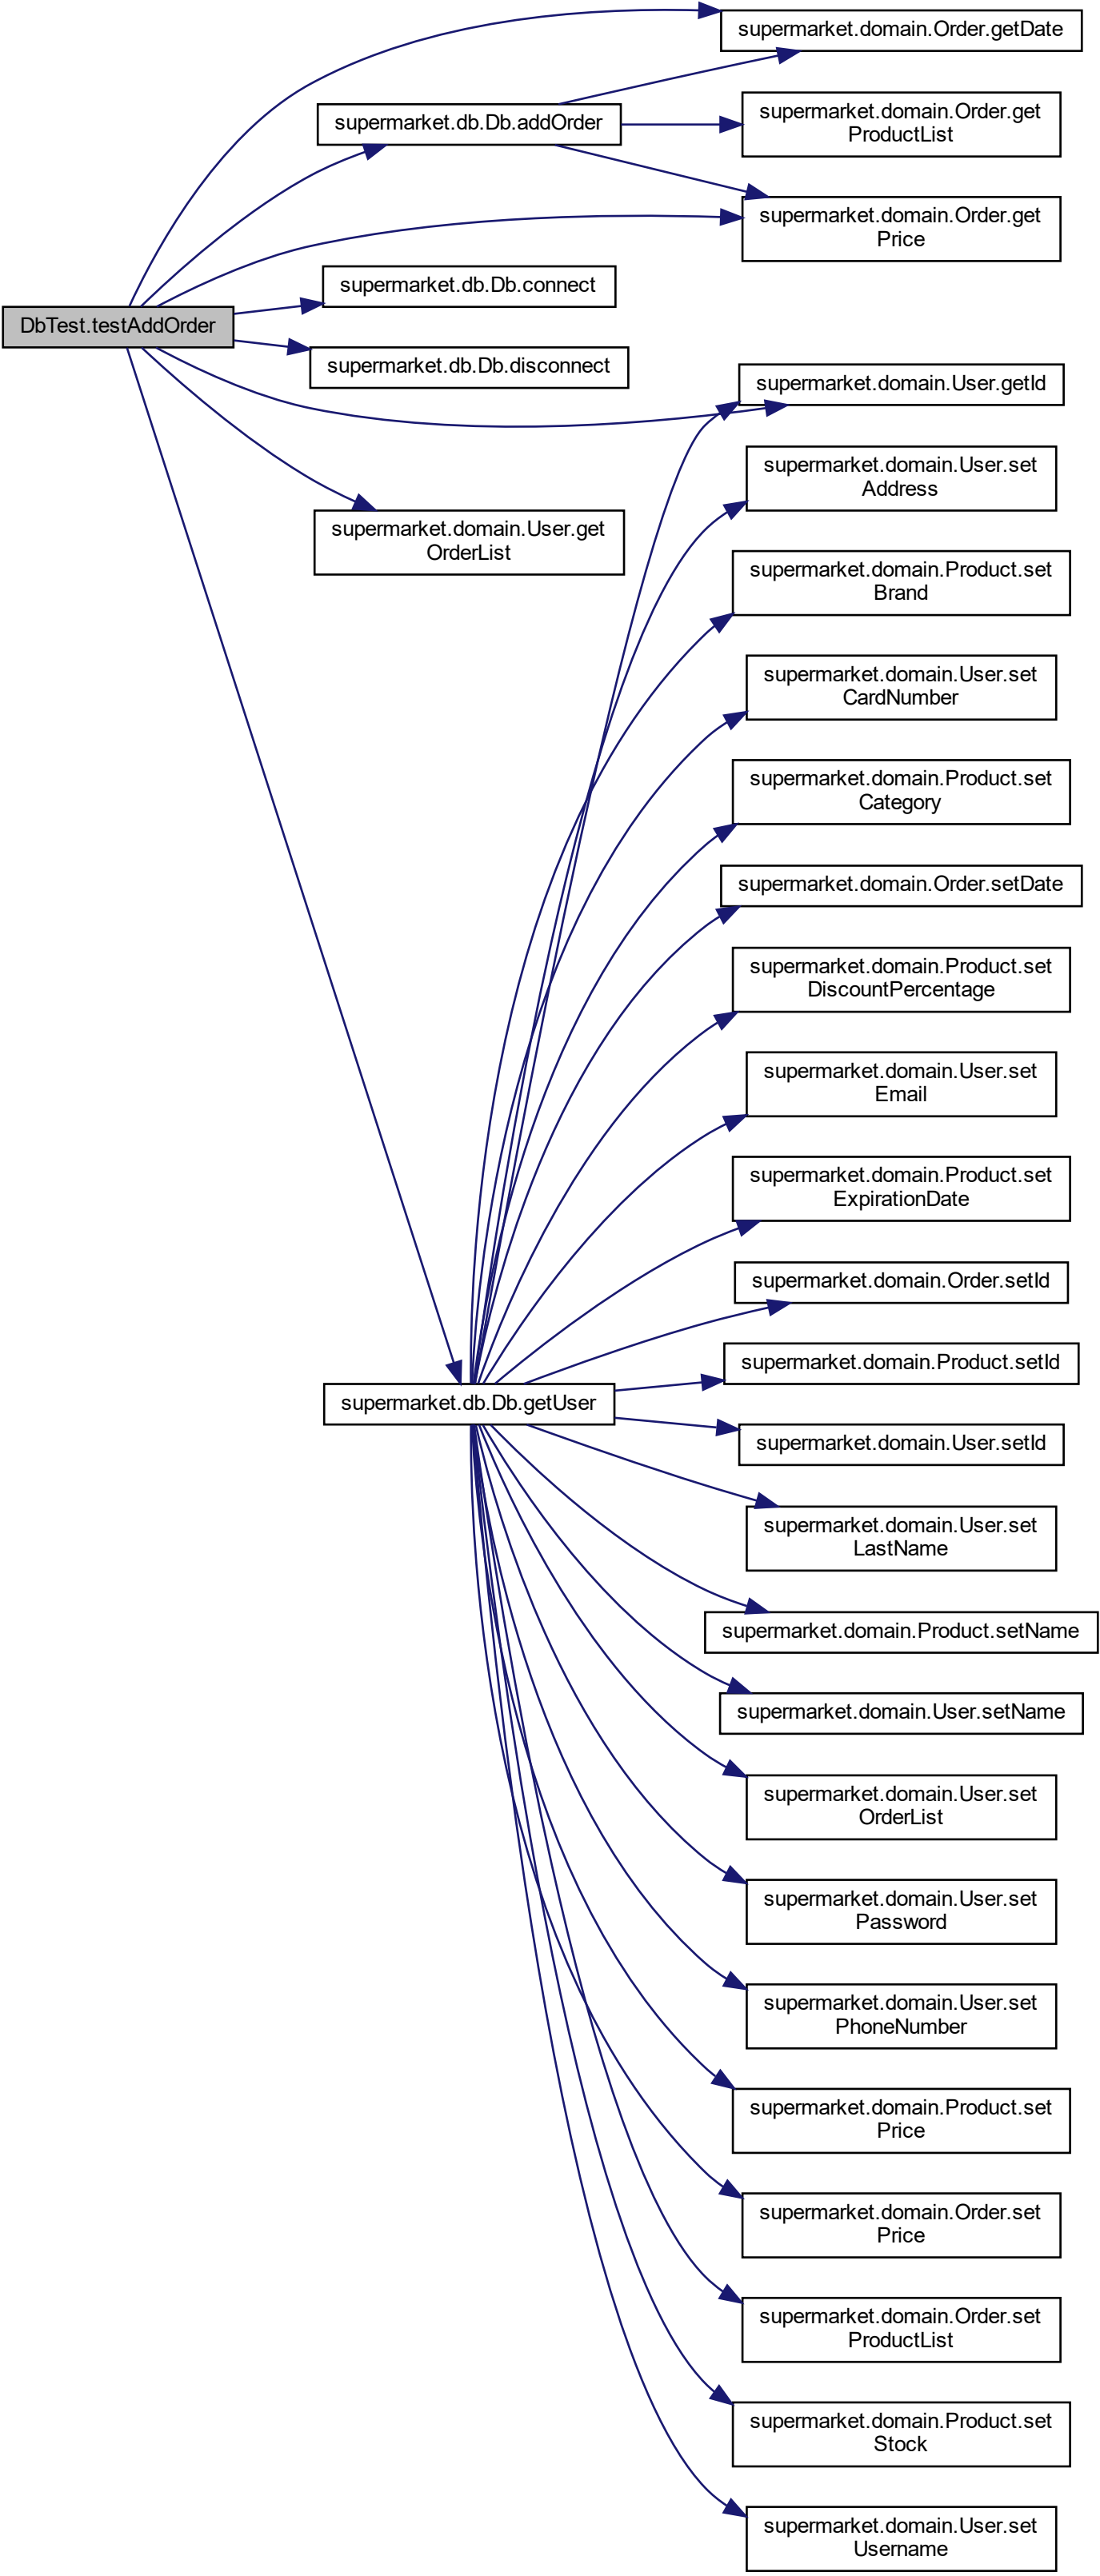 supermarket.domain.Order.getDate
supermarket.db.Db.addOrder
supermarket.domain.Order.get
ProductList
supermarket.domain.Order.get
Price
supermarket.db.Db.connect
DbTest.testAddOrder
supermarket.db.Db.disconnect
supermarket.domain.User.getId
supermarket.domain.User.set
Address
supermarket.domain.User.get
OrderList
supermarket.domain.Product.set
Brand
supermarket.domain.User.set
CardNumber
supermarket.domain.Product.set
Category
supermarket.domain.Order.setDate
supermarket.domain.Product.set
DiscountPercentage
supermarket.domain.User.set
Email
supermarket.domain.Product.set
ExpirationDate
supermarket.domain.Order.setId
supermarket.domain.Product.setId
supermarket.db.Db.getUser
supermarket.domain.User.setId
supermarket.domain.User.set
LastName
supermarket.domain.Product.setName
supermarket.domain.User.setName
supermarket.domain.User.set
OrderList
supermarket.domain.User.set
Password
supermarket.domain.User.set
PhoneNumber
supermarket.domain.Product.set
Price
supermarket.domain.Order.set
Price
supermarket.domain.Order.set
ProductList
supermarket.domain.Product.set
Stock
supermarket.domain.User.set
Username